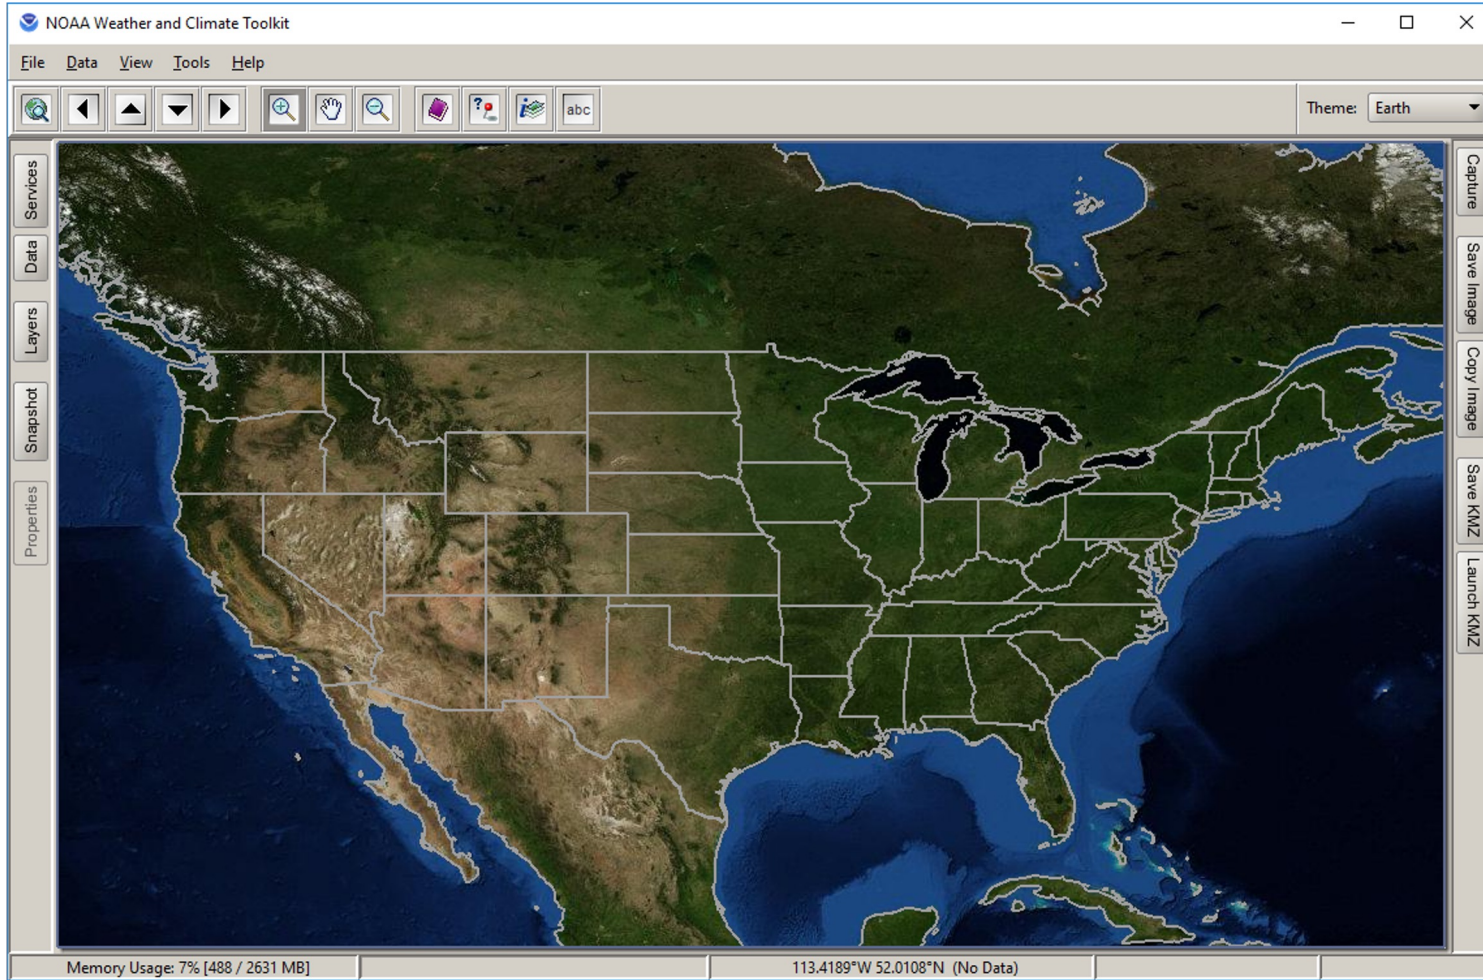 NOAA Weather and Climate Toolkit
File Data View Tools Help
abc
Theme: Earth
Services
Data
Layers
Snapshot
Properties
Capture
Save Image
Copy Image
Save KMZ
Launch KMZ
Memory Usage: 7% [488 / 2631 MB]
113.4189°W 52.0108°N (No Data)